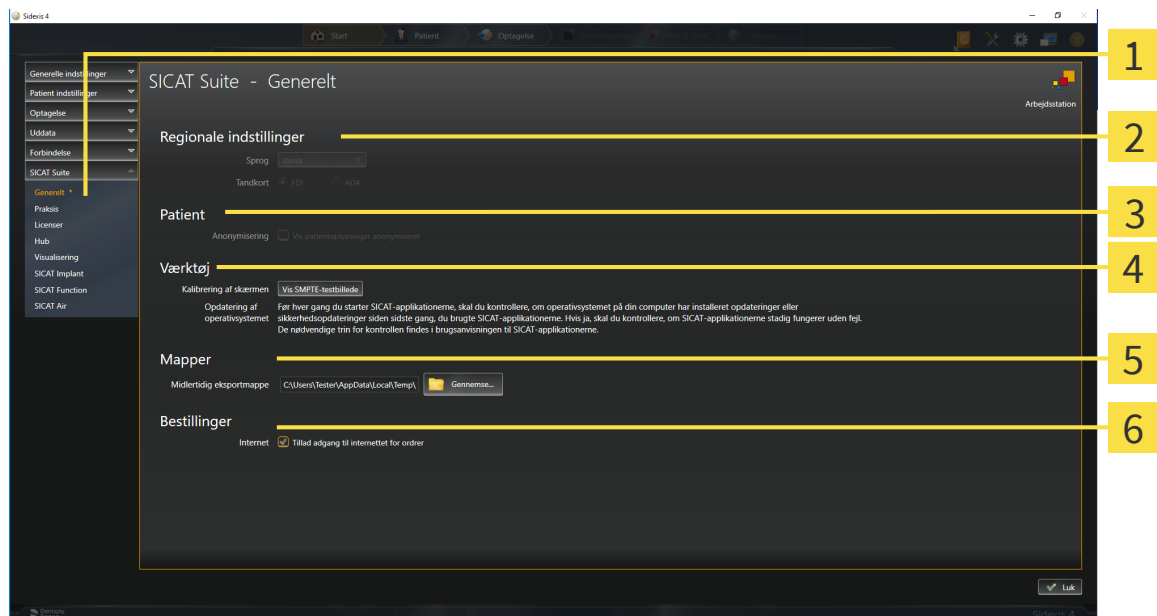 Sidexis 4
Start
Patient
Optagelse
1
Generelle indstillinger
Patient indstillinger
Optagelse
Uddata
Forbindelse
SICAT Suite
Generelt *
Praksis
Licenser
Hub
Visualisering
SICAT Implant
SICAT Function
SICAT Air
SICAT Suite - Generelt
Arbejdsstation
Regionale indstillinger
2
Sprog
dansk
Tandkort
FDI
ADA
Patient
3
Anonymisering
Vis patientoplysninger anonymiseret
Værktøj
4
Kalibrering af skærmen
Vis SMPTE-testbillede
Opdatering af operativsystemet
Før hver gang du starter SICAT-applikationerne, skal du kontrollere, om operativsystemet på din computer har installeret opdateringer eller
sikkerhedsopdateringer siden sidste gang, du brugte SICAT-applikationerne. Hvis ja, skal du kontrollere, om SICAT-applikationerne stadig fungerer uden fejl.
De nødvendige trin for kontrollen findes i brugsanvisningen til SICAT-applikationerne.
Mapper
5
Midlertidig eksportmappe
C:\Users\Tester\AppData\Local\Temp\
Gennemse...
Bestillinger
6
Internet
Tillad adgang til internettet for ordrer
Luk
Dentsply
Sidexis 4